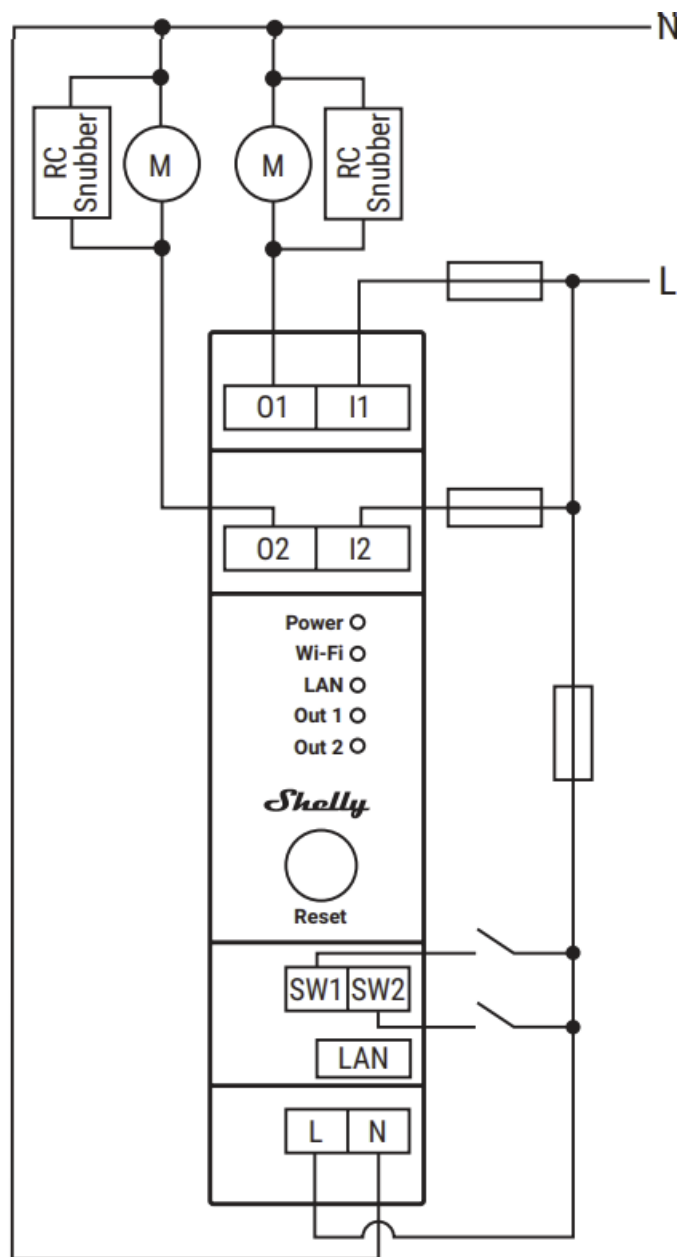 N
RC Snubber
M
M
RC Snubber
L
O1 I1
O2 I2
Power
Wi-Fi
LAN
Out 1
Out 2
Shelly
Reset
SW1 SW2
LAN
L N